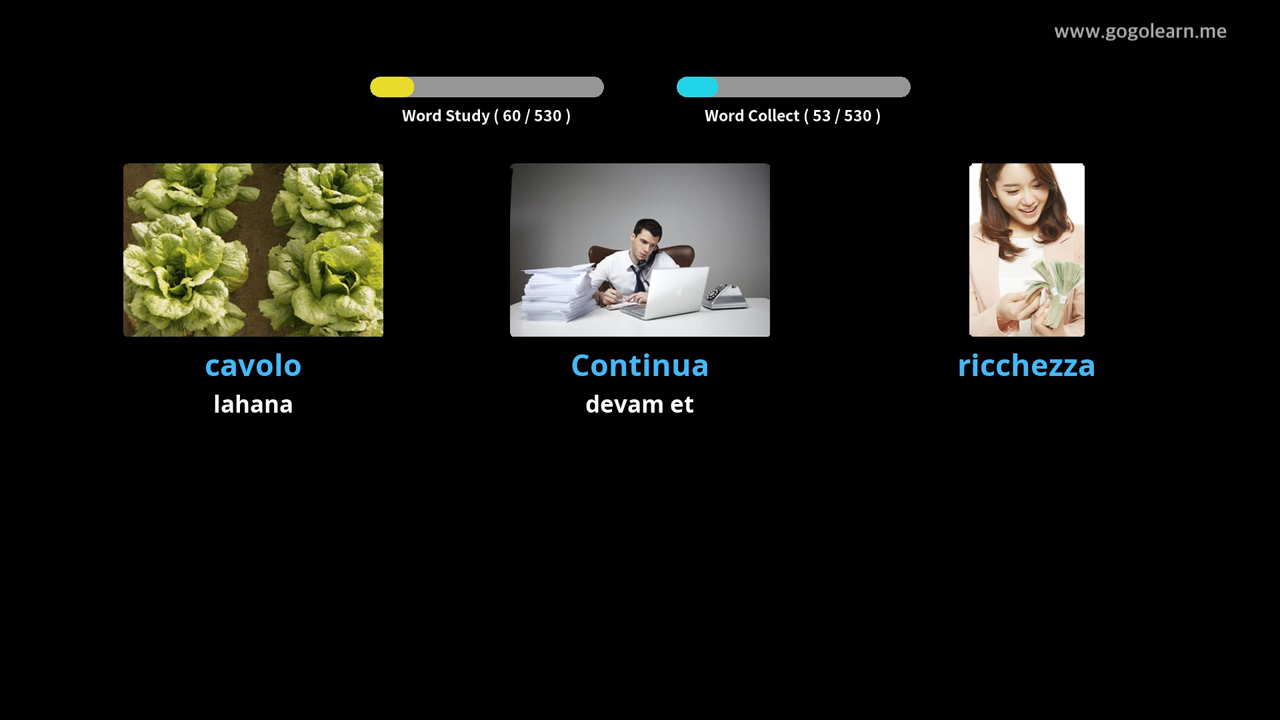 www.gogolearn.me
Word Study ( 60 / 530 )
Word Collect ( 53 / 530 )
cavolo
lahana
Continua
devam et
ricchezza